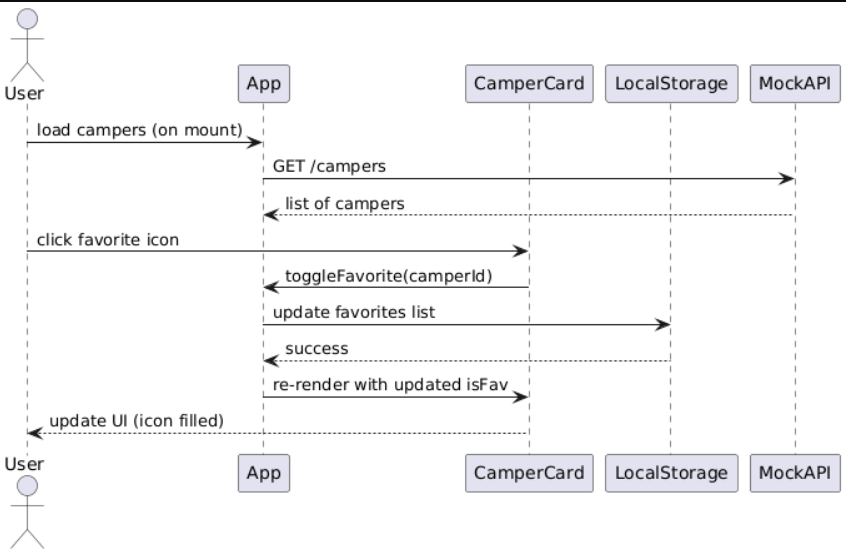 User
App
CamperCard
LocalStorage
MockAPI
load campers (on mount)
GET /campers
list of campers
click favorite icon
toggleFavorite(camperId)
update favorites list
success
re-render with updated isFav
update UI (icon filled)
User
App
CamperCard
LocalStorage
MockAPI